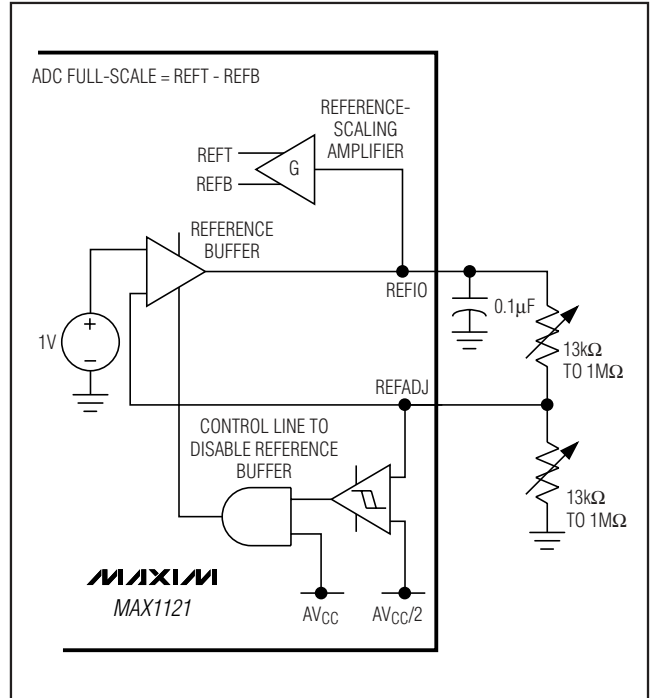 ADC FULL-SCALE = REFT - REFB
REFERENCE-
SCALING
AMPLIFIER
REFT
REFB
G
REFERENCE
BUFFER
REFIO
0.1µF
1V
+
−
13kΩ
TO 1MΩ
REFADJ
CONTROL LINE TO
DISABLE REFERENCE
BUFFER
13kΩ
TO 1MΩ
MAXIM
MAX1121
AVCC
AVCC/2